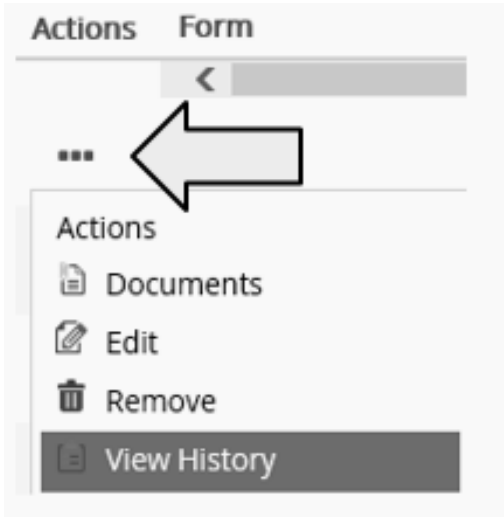 Actions Form
Actions
Documents
Edit
Remove
View History